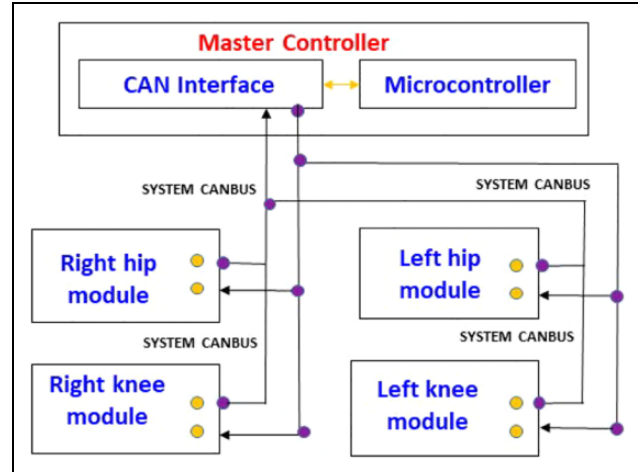 Master Controller
CAN Interface
Microcontroller
SYSTEM CANBUS
SYSTEM CANBUS
Right hip
module
Left hip
module
SYSTEM CANBUS
SYSTEM CANBUS
Right knee
module
Left knee
module